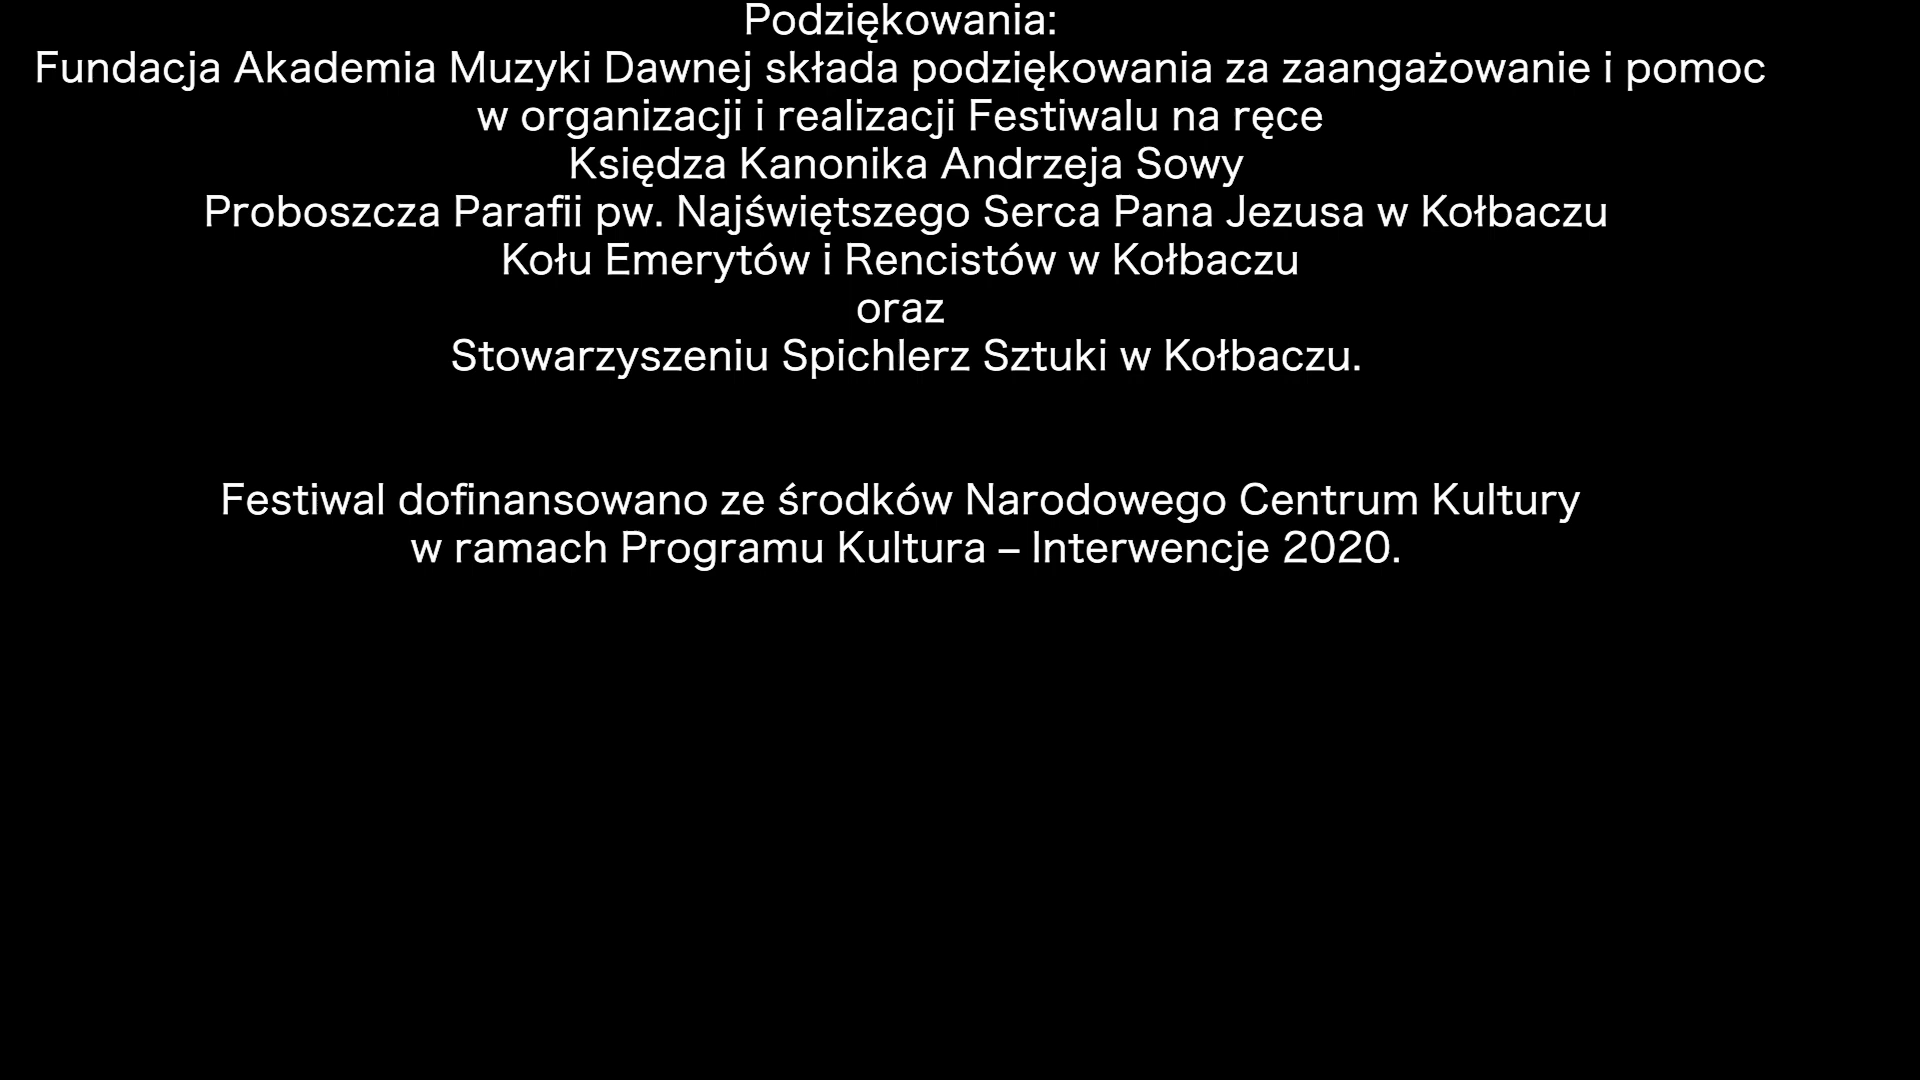 Podziękowania:
Fundacja Akademia Muzyki Dawnej składa podziękowania za zaangażowanie i pomoc
w organizacji i realizacji Festiwalu na ręce
Księdza Kanonika Andrzeja Sowy
Proboszcza Parafii pw. Najświętszego Serca Pana Jezusa w Kołbaczu
Kołu Emerytów i Rencistów w Kołbaczu
oraz
Stowarzyszeniu Spichlerz Sztuki w Kołbaczu.
Festiwal dofinansowano ze środków Narodowego Centrum Kultury
w ramach Programu Kultura – Interwencje 2020.